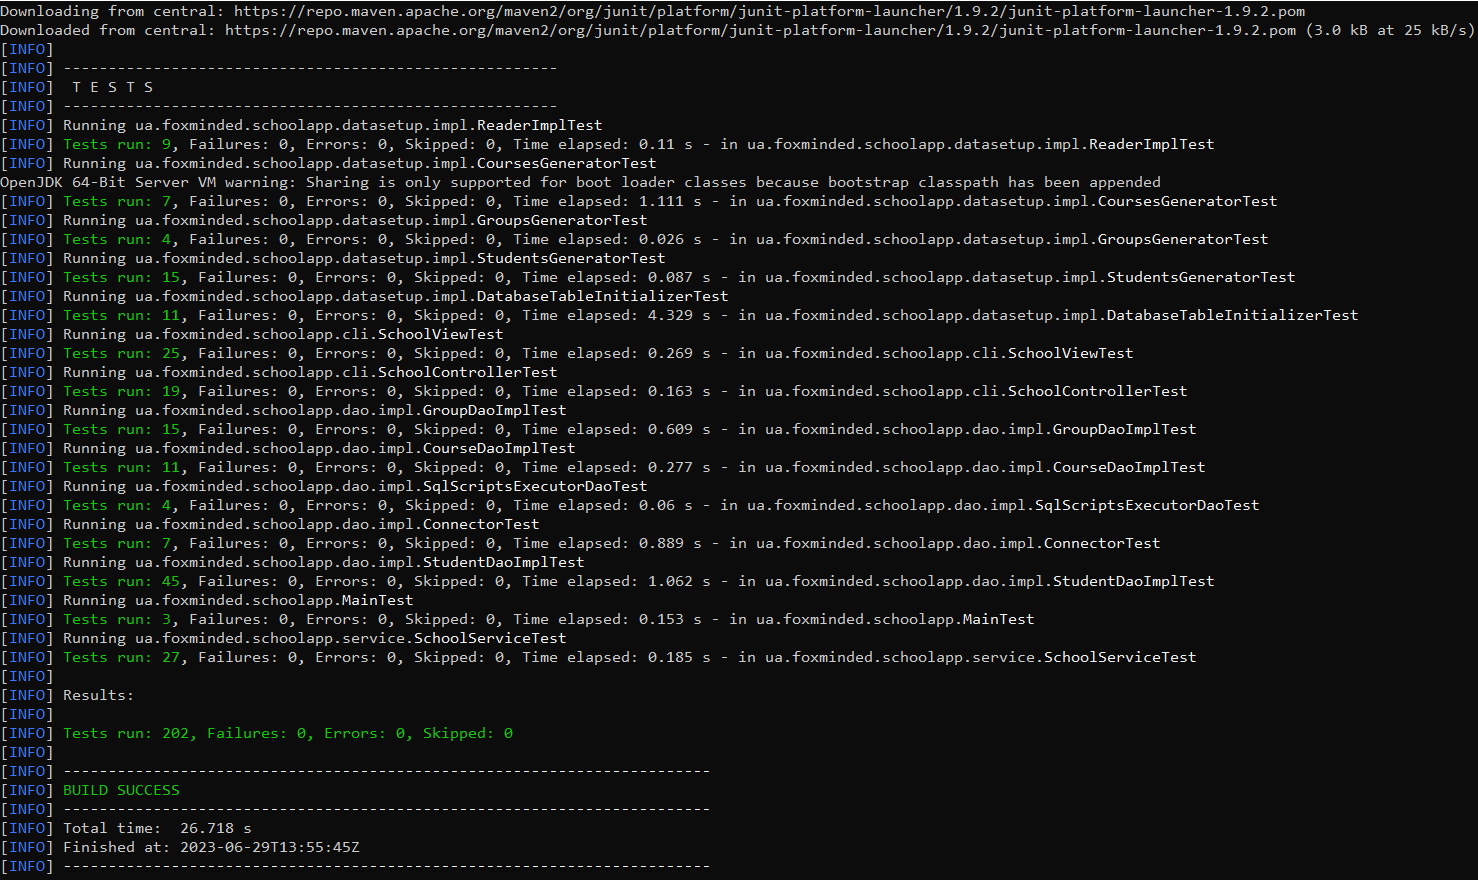 Downloading from central: https://repo.maven.apache.org/maven2/org/junit/platform/junit-platform-launcher/1.9.2/junit-platform-launcher-1.9.2.pom
Downloaded from central: https://repo.maven.apache.org/maven2/org/junit/platform/junit-platform-launcher/1.9.2/junit-platform-launcher-1.9.2.pom (3.0 kB at 25 kB/s)
[INFO]
[INFO] -------------------------------------------------------
[INFO]  T E S T S
[INFO] -------------------------------------------------------
[INFO] Running ua.foxminded.schoolapp.datasetup.impl.ReaderImplTest
[INFO] Tests run: 9, Failures: 0, Errors: 0, Skipped: 0, Time elapsed: 0.11 s - in ua.foxminded.schoolapp.datasetup.impl.ReaderImplTest
[INFO] Running ua.foxminded.schoolapp.datasetup.impl.CoursesGeneratorTest
OpenJDK 64-Bit Server VM warning: Sharing is only supported for boot loader classes because bootstrap classpath has been appended
[INFO] Tests run: 7, Failures: 0, Errors: 0, Skipped: 0, Time elapsed: 1.111 s - in ua.foxminded.schoolapp.datasetup.impl.CoursesGeneratorTest
[INFO] Running ua.foxminded.schoolapp.datasetup.impl.GroupsGeneratorTest
[INFO] Tests run: 4, Failures: 0, Errors: 0, Skipped: 0, Time elapsed: 0.026 s - in ua.foxminded.schoolapp.datasetup.impl.GroupsGeneratorTest
[INFO] Running ua.foxminded.schoolapp.datasetup.impl.StudentsGeneratorTest
[INFO] Tests run: 15, Failures: 0, Errors: 0, Skipped: 0, Time elapsed: 0.087 s - in ua.foxminded.schoolapp.datasetup.impl.StudentsGeneratorTest
[INFO] Running ua.foxminded.schoolapp.datasetup.impl.DatabaseTableInitializerTest
[INFO] Tests run: 11, Failures: 0, Errors: 0, Skipped: 0, Time elapsed: 4.329 s - in ua.foxminded.schoolapp.datasetup.impl.DatabaseTableInitializerTest
[INFO] Running ua.foxminded.schoolapp.cli.SchoolViewTest
[INFO] Tests run: 25, Failures: 0, Errors: 0, Skipped: 0, Time elapsed: 0.269 s - in ua.foxminded.schoolapp.cli.SchoolViewTest
[INFO] Running ua.foxminded.schoolapp.cli.SchoolControllerTest
[INFO] Tests run: 19, Failures: 0, Errors: 0, Skipped: 0, Time elapsed: 0.163 s - in ua.foxminded.schoolapp.cli.SchoolControllerTest
[INFO] Running ua.foxminded.schoolapp.dao.impl.GroupDaoImplTest
[INFO] Tests run: 15, Failures: 0, Errors: 0, Skipped: 0, Time elapsed: 0.609 s - in ua.foxminded.schoolapp.dao.impl.GroupDaoImplTest
[INFO] Running ua.foxminded.schoolapp.dao.impl.CourseDaoImplTest
[INFO] Tests run: 11, Failures: 0, Errors: 0, Skipped: 0, Time elapsed: 0.277 s - in ua.foxminded.schoolapp.dao.impl.CourseDaoImplTest
[INFO] Running ua.foxminded.schoolapp.dao.impl.SqlScriptsExecutorDaoTest
[INFO] Tests run: 4, Failures: 0, Errors: 0, Skipped: 0, Time elapsed: 0.06 s - in ua.foxminded.schoolapp.dao.impl.SqlScriptsExecutorDaoTest
[INFO] Running ua.foxminded.schoolapp.dao.impl.ConnectorTest
[INFO] Tests run: 7, Failures: 0, Errors: 0, Skipped: 0, Time elapsed: 0.889 s - in ua.foxminded.schoolapp.dao.impl.ConnectorTest
[INFO] Running ua.foxminded.schoolapp.dao.impl.StudentDaoImplTest
[INFO] Tests run: 45, Failures: 0, Errors: 0, Skipped: 0, Time elapsed: 1.062 s - in ua.foxminded.schoolapp.dao.impl.StudentDaoImplTest
[INFO] Running ua.foxminded.schoolapp.MainTest
[INFO] Tests run: 3, Failures: 0, Errors: 0, Skipped: 0, Time elapsed: 0.153 s - in ua.foxminded.schoolapp.MainTest
[INFO] Running ua.foxminded.schoolapp.service.SchoolServiceTest
[INFO] Tests run: 27, Failures: 0, Errors: 0, Skipped: 0, Time elapsed: 0.185 s - in ua.foxminded.schoolapp.service.SchoolServiceTest
[INFO]
[INFO] Results:
[INFO]
[INFO] Tests run: 202, Failures: 0, Errors: 0, Skipped: 0
[INFO]
[INFO] ------------------------------------------------------------------------
[INFO] BUILD SUCCESS
[INFO] ------------------------------------------------------------------------
[INFO] Total time:  26.718 s
[INFO] Finished at: 2023-06-29T13:55:45Z
[INFO] ------------------------------------------------------------------------